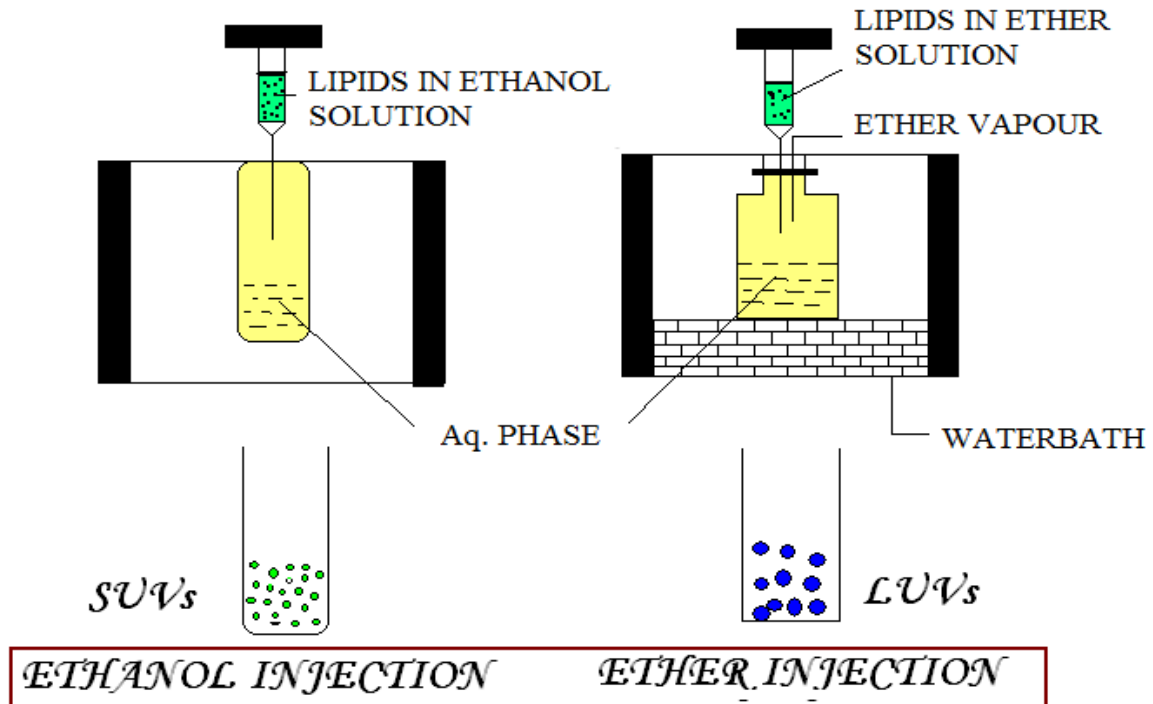 LIPIDS IN ETHANOL
SOLUTION
LIPIDS IN ETHER
SOLUTION
ETHER VAPOUR
Aq. PHASE
WATERBATH
SUVs
LUVs
ETHANOL INJECTION
ETHER INJECTION